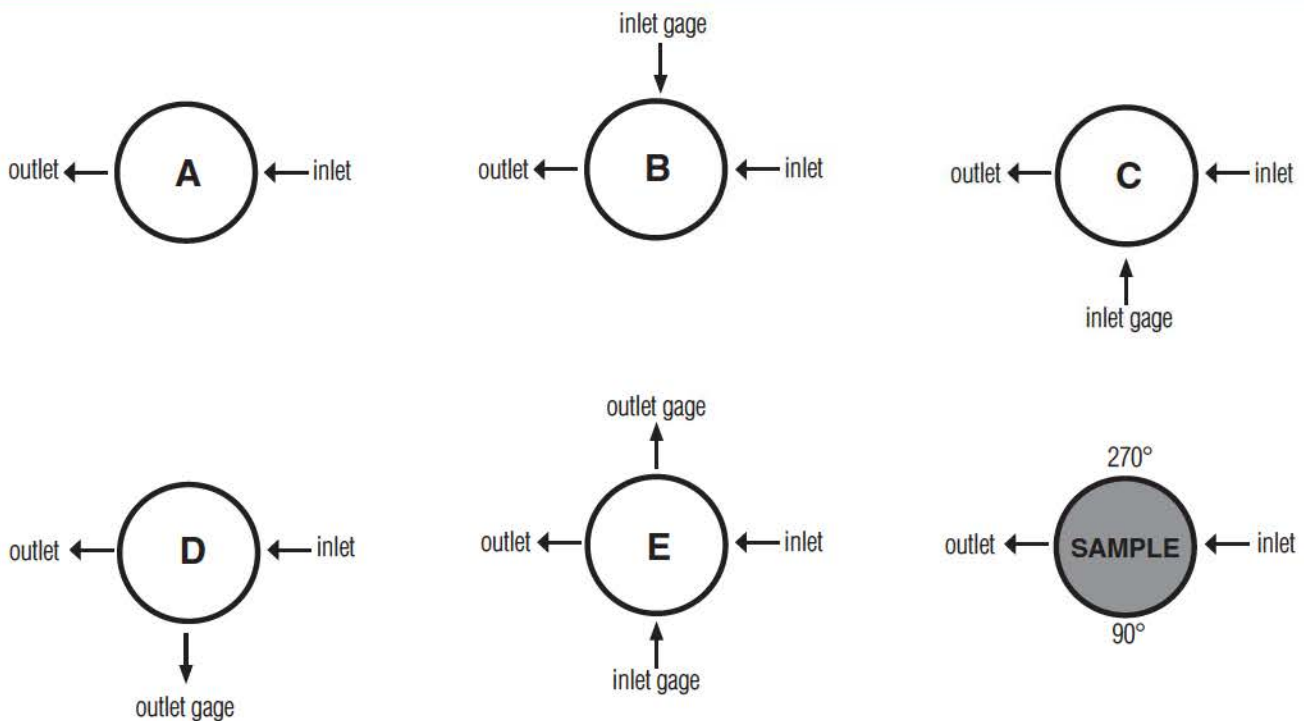 inlet gage
outlet A inlet
outlet B inlet
outlet C inlet
inlet gage
outlet gage
270°
outlet D inlet
outlet E inlet
outlet SAMPLE inlet
90°
inlet gage
outlet gage